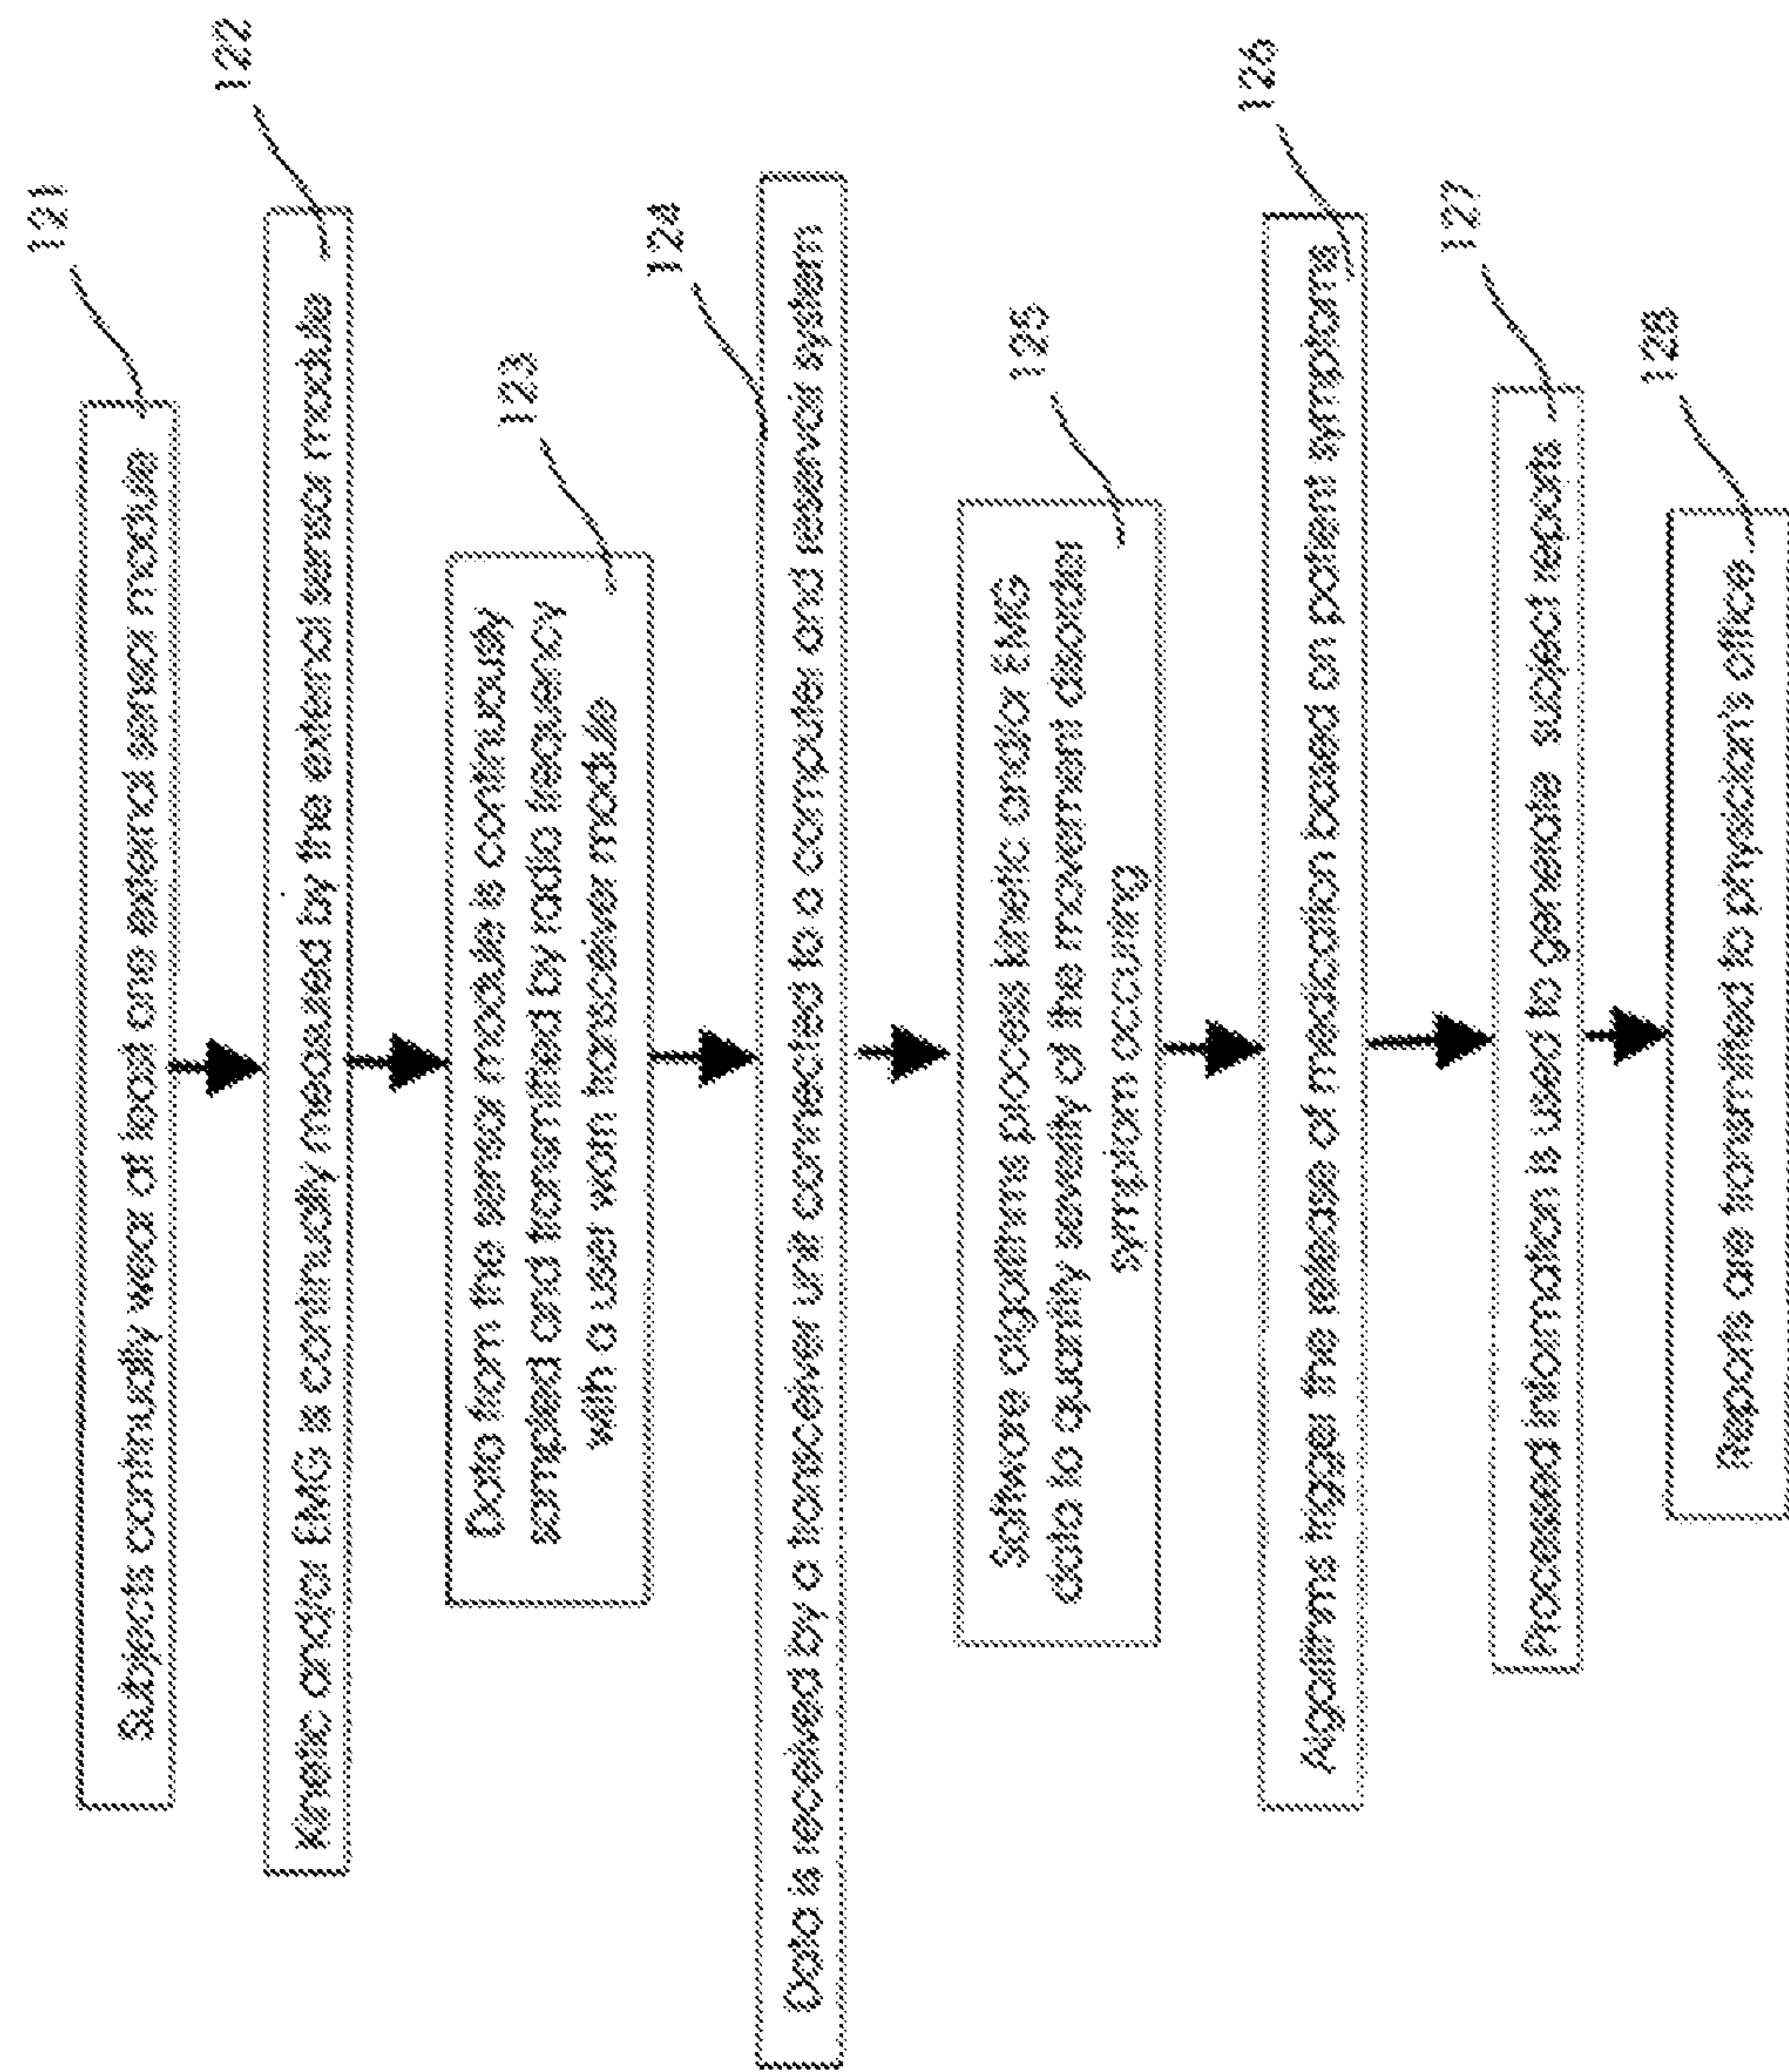 121
Subjects continually wear at least one external sensor module
122
Kinetic and/or EMG is continually measured by the external sensor module
123
Data from the sensor module is continuously
sampled and transmitted by radio frequency
with a user worn transceiver module
124
Data is received by a transceiver unit connected to a computer and reservoir system
125
Software algorithms process kinetic and/or EMG
data to quantify severity of the movement disorder
symptom occurring
126
Algorithms trigger the release of medication based on patient symptoms
127
Processed information is used to generate subject reports
128
Reports are transmitted to physician's office